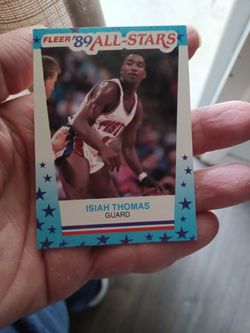 FLEER '89 ALL-STARS
ISIAH THOMAS
GUARD